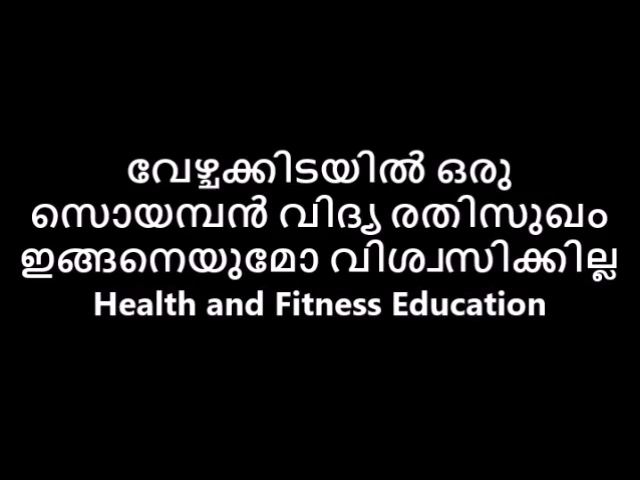 വേഴ്ചക്കിടയിൽ ഒരു
സൊയമ്പൻ വിദ്യ രതിസുഖം
ഇങ്ങനെയുമോ വിശ്വസിക്കില്ല
Health and Fitness Education